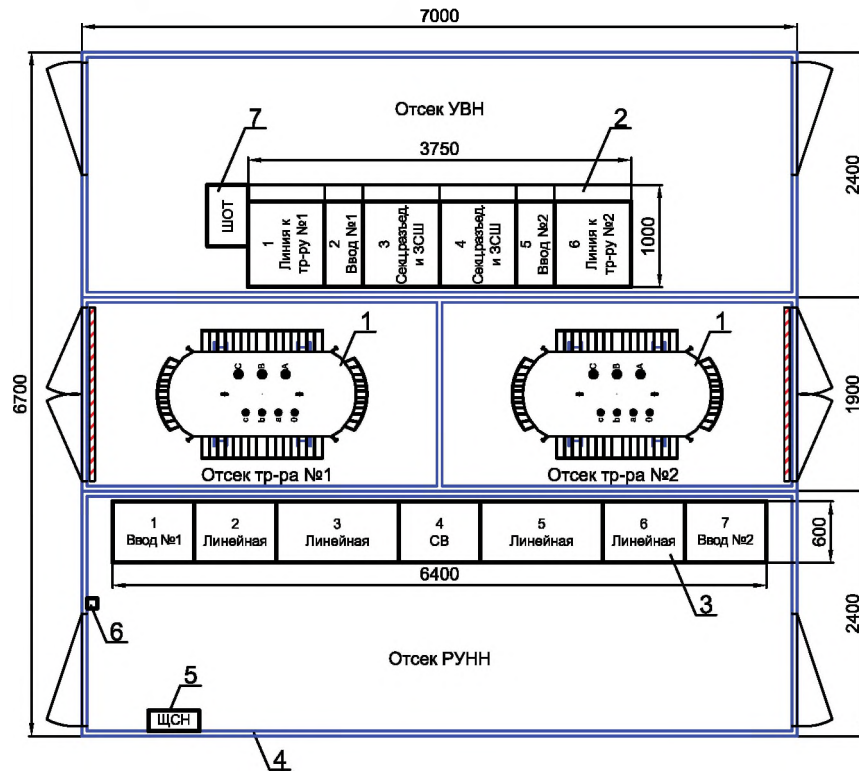 7000
Отсек УВН
7
2
3750
ШОТ
1
Линия к
тр-ру №1
2
Ввод №1
3
Секц.разъед.
и ЗСШ
4
Секц.разъед.
и ЗСШ
5
Ввод №2
6
Линия к
тр-ру №2
1000
2400
6700
1
C
B
A
c
b
a
0
Отсек тр-ра №1
1
C
B
A
c
b
a
0
Отсек тр-ра №2
1900
1
Ввод №1
2
Линейная
3
Линейная
4
СВ
5
Линейная
6
Линейная
7
Ввод №2
600
6400
3
6
Отсек РУНН
2400
5
ЩСН
4